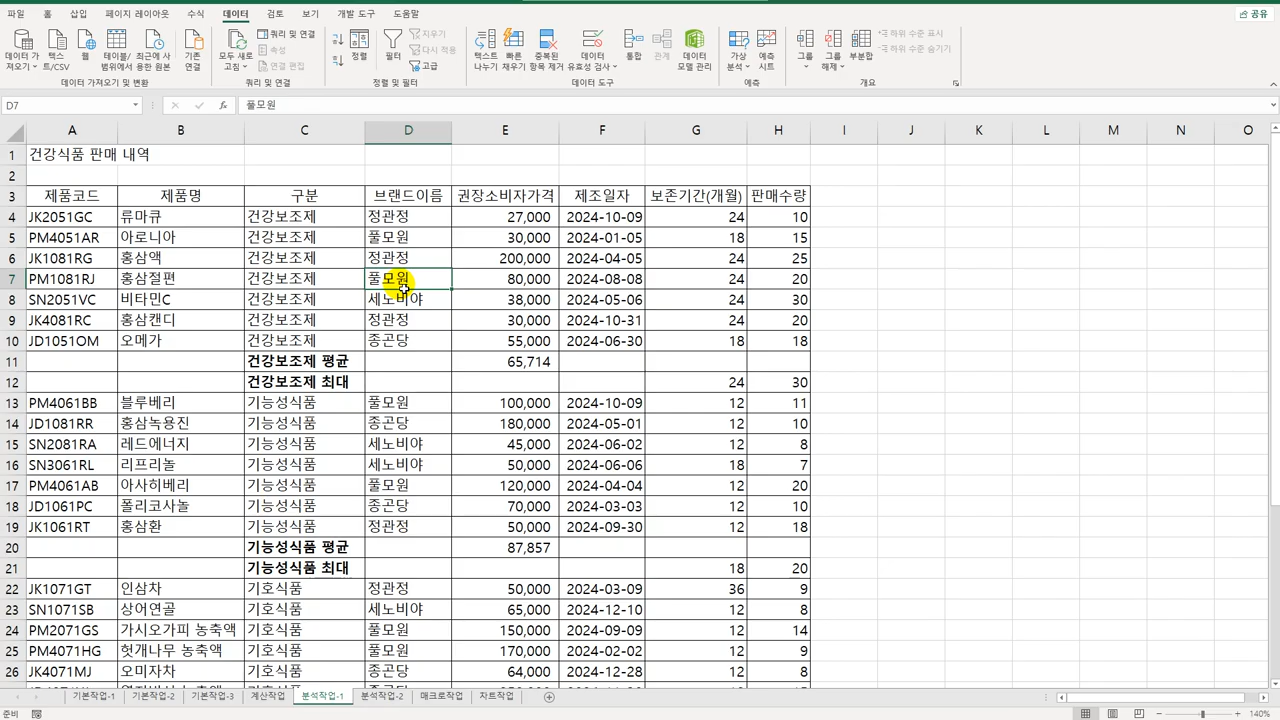 파일 홈 삽입 페이지 레이아웃 수식 데이터 검토 보기 개발 도구 도움말 공유
데이터 가져오기 텍스트/CSV 웹 테이블/범위에서 최근에 사용한 원본 기존 연결 모두 새로 고침 쿼리 및 연결 속성 연결 편집 정렬 필터 지우기 다시 적용 고급 텍스트 나누기 빠른 채우기 중복된 항목 제거 데이터 유효성 검사 통합 관계 데이터 모델 관리 가상 분석 예측 시트 그룹 그룹 해제 부분합 하위 수준 표시 하위 수준 숨기기
데이터 가져오기 및 변환 쿼리 및 연결 정렬 및 필터 데이터 도구 예측 개요
D7 fx 풀모원
A B C D E F G H I J K L M N O
1 건강식품 판매 내역
2
3 제품코드 제품명 구분 브랜드이름 권장소비자가격 제조일자 보존기간(개월) 판매수량
4 JK2051GC 류마큐 건강보조제 정관정 27,000 2024-10-09 24 10
5 PM4051AR 아로니아 건강보조제 풀모원 30,000 2024-01-05 18 15
6 JK1081RG 홍삼액 건강보조제 정관정 200,000 2024-04-05 24 25
7 PM1081RJ 홍삼절편 건강보조제 풀모원 80,000 2024-08-08 24 20
8 SN2051VC 비타민C 건강보조제 세노비야 38,000 2024-05-06 24 30
9 JK4081RC 홍삼캔디 건강보조제 정관정 30,000 2024-10-31 24 20
10 JD1051OM 오메가 건강보조제 종곤당 55,000 2024-06-30 18 18
11 건강보조제 평균 65,714
12 건강보조제 최대 24 30
13 PM4061BB 블루베리 기능성식품 풀모원 100,000 2024-10-09 12 11
14 JD1081RR 홍삼녹용진 기능성식품 종곤당 180,000 2024-05-01 12 10
15 SN2081RA 레드에너지 기능성식품 세노비야 45,000 2024-06-02 12 8
16 SN3061RL 리프리놀 기능성식품 세노비야 50,000 2024-06-06 18 7
17 PM4061AB 아사히베리 기능성식품 풀모원 120,000 2024-04-04 12 20
18 JD1061PC 폴리코사놀 기능성식품 종곤당 70,000 2024-03-03 12 10
19 JK1061RT 홍삼환 기능성식품 정관정 50,000 2024-09-30 12 18
20 기능성식품 평균 87,857
21 기능성식품 최대 18 20
22 JK1071GT 인삼차 기호식품 정관정 50,000 2024-03-09 36 9
23 SN1071SB 상어연골 기호식품 세노비야 65,000 2024-12-10 12 8
24 PM2071GS 가시오가피 농축액 기호식품 풀모원 150,000 2024-09-09 12 14
25 PM4071HG 헛개나무 농축액 기호식품 풀모원 170,000 2024-02-02 12 9
26 JK4071MJ 오미자차 기호식품 종곤당 64,000 2024-12-28 12 8
기본작업-1 기본작업-2 기본작업-3 계산작업 분석작업-1 분석작업-2 매크로작업 차트작업
준비 140%